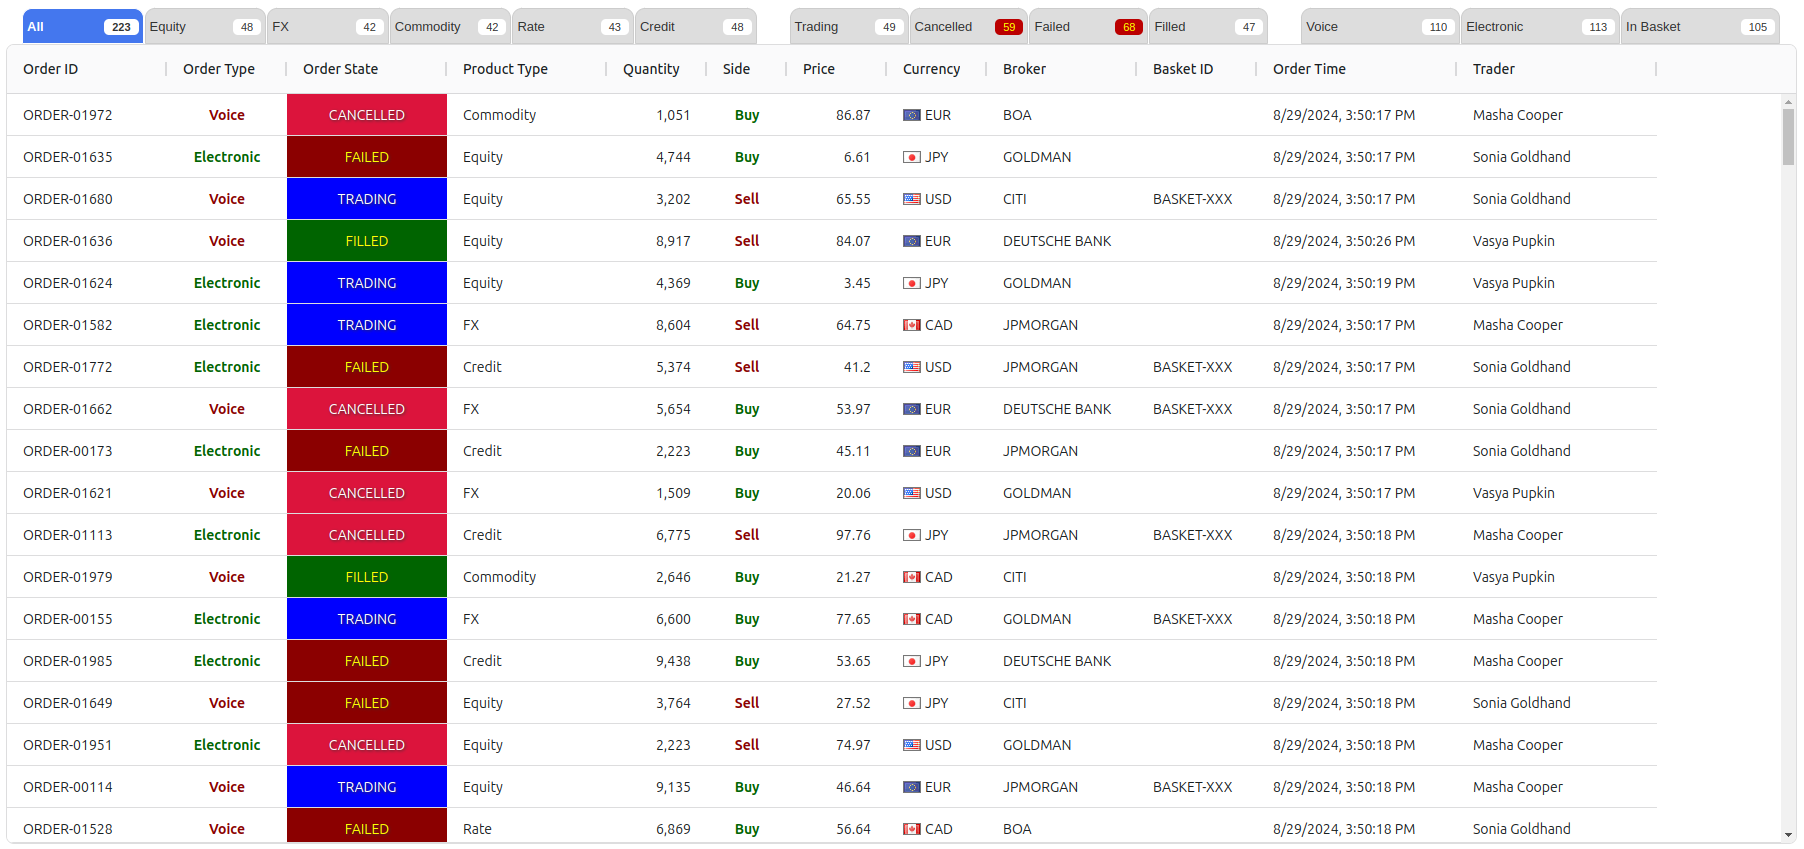 All 223 Equity 48 FX 42 Commodity 42 Rate 43 Credit 48 Trading 49 Cancelled 59 Failed 68 Filled 47 Voice 110 Electronic 113 In Basket 105
Order ID Order Type Order State Product Type Quantity Side Price Currency Broker Basket ID Order Time Trader
ORDER-01972 Voice CANCELLED Commodity 1,051 Buy 86.87 EUR BOA 8/29/2024, 3:50:17 PM Masha Cooper
ORDER-01635 Electronic FAILED Equity 4,744 Buy 6.61 JPY GOLDMAN 8/29/2024, 3:50:17 PM Sonia Goldhand
ORDER-01680 Voice TRADING Equity 3,202 Sell 65.55 USD CITI BASKET-XXX 8/29/2024, 3:50:17 PM Sonia Goldhand
ORDER-01636 Voice FILLED Equity 8,917 Sell 84.07 EUR DEUTSCHE BANK 8/29/2024, 3:50:26 PM Vasya Pupkin
ORDER-01624 Electronic TRADING Equity 4,369 Buy 3.45 JPY GOLDMAN 8/29/2024, 3:50:19 PM Vasya Pupkin
ORDER-01582 Electronic TRADING FX 8,604 Sell 64.75 CAD JPMORGAN 8/29/2024, 3:50:17 PM Masha Cooper
ORDER-01772 Electronic FAILED Credit 5,374 Sell 41.2 USD JPMORGAN BASKET-XXX 8/29/2024, 3:50:17 PM Sonia Goldhand
ORDER-01662 Voice CANCELLED FX 5,654 Buy 53.97 EUR DEUTSCHE BANK BASKET-XXX 8/29/2024, 3:50:17 PM Sonia Goldhand
ORDER-00173 Electronic FAILED Credit 2,223 Buy 45.11 EUR JPMORGAN 8/29/2024, 3:50:17 PM Sonia Goldhand
ORDER-01621 Voice CANCELLED FX 1,509 Buy 20.06 USD GOLDMAN 8/29/2024, 3:50:17 PM Vasya Pupkin
ORDER-01113 Electronic CANCELLED Credit 6,775 Sell 97.76 JPY JPMORGAN BASKET-XXX 8/29/2024, 3:50:18 PM Masha Cooper
ORDER-01979 Voice FILLED Commodity 2,646 Buy 21.27 CAD CITI 8/29/2024, 3:50:18 PM Vasya Pupkin
ORDER-00155 Electronic TRADING FX 6,600 Buy 77.65 CAD GOLDMAN BASKET-XXX 8/29/2024, 3:50:18 PM Masha Cooper
ORDER-01985 Electronic FAILED Credit 9,438 Buy 53.65 JPY DEUTSCHE BANK 8/29/2024, 3:50:18 PM Masha Cooper
ORDER-01649 Voice FAILED Equity 3,764 Sell 27.52 JPY CITI 8/29/2024, 3:50:18 PM Sonia Goldhand
ORDER-01951 Electronic CANCELLED Equity 2,223 Sell 74.97 USD GOLDMAN 8/29/2024, 3:50:18 PM Masha Cooper
ORDER-00114 Voice TRADING Equity 9,135 Buy 46.64 EUR JPMORGAN BASKET-XXX 8/29/2024, 3:50:18 PM Masha Cooper
ORDER-01528 Voice FAILED Rate 6,869 Buy 56.64 CAD BOA 8/29/2024, 3:50:18 PM Sonia Goldhand